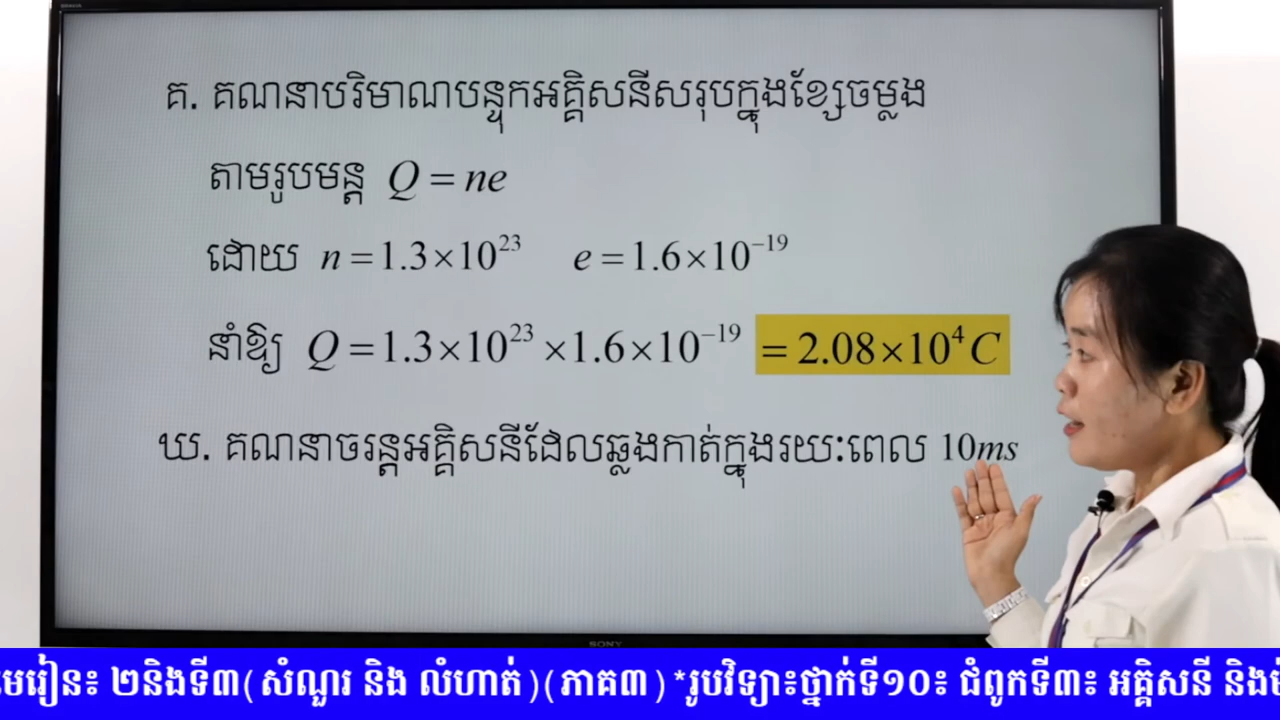 គ. គណនាបរិមាណបន្ទុកអគ្គិសនីសរុបក្នុងខ្សែចម្លង
តាមរូបមន្ត Q = ne
ដោយ n = 1.3×10²³ e = 1.6×10⁻¹⁹
នាំឱ្យ Q = 1.3×10²³ ×1.6×10⁻¹⁹ = 2.08×10⁴ C
ឃ. គណនាចរន្តអគ្គិសនីដែលឆ្លងកាត់ក្នុងរយ:ពេល 10ms
SONY
មេរៀន៖ ២និងទី៣(សំណួរ និង លំហាត់)(ភាគ៣)*រូបវិទ្យា៖ថ្នាក់ទី១០៖ ជំពូកទី៣៖ អគ្គិសនី និង